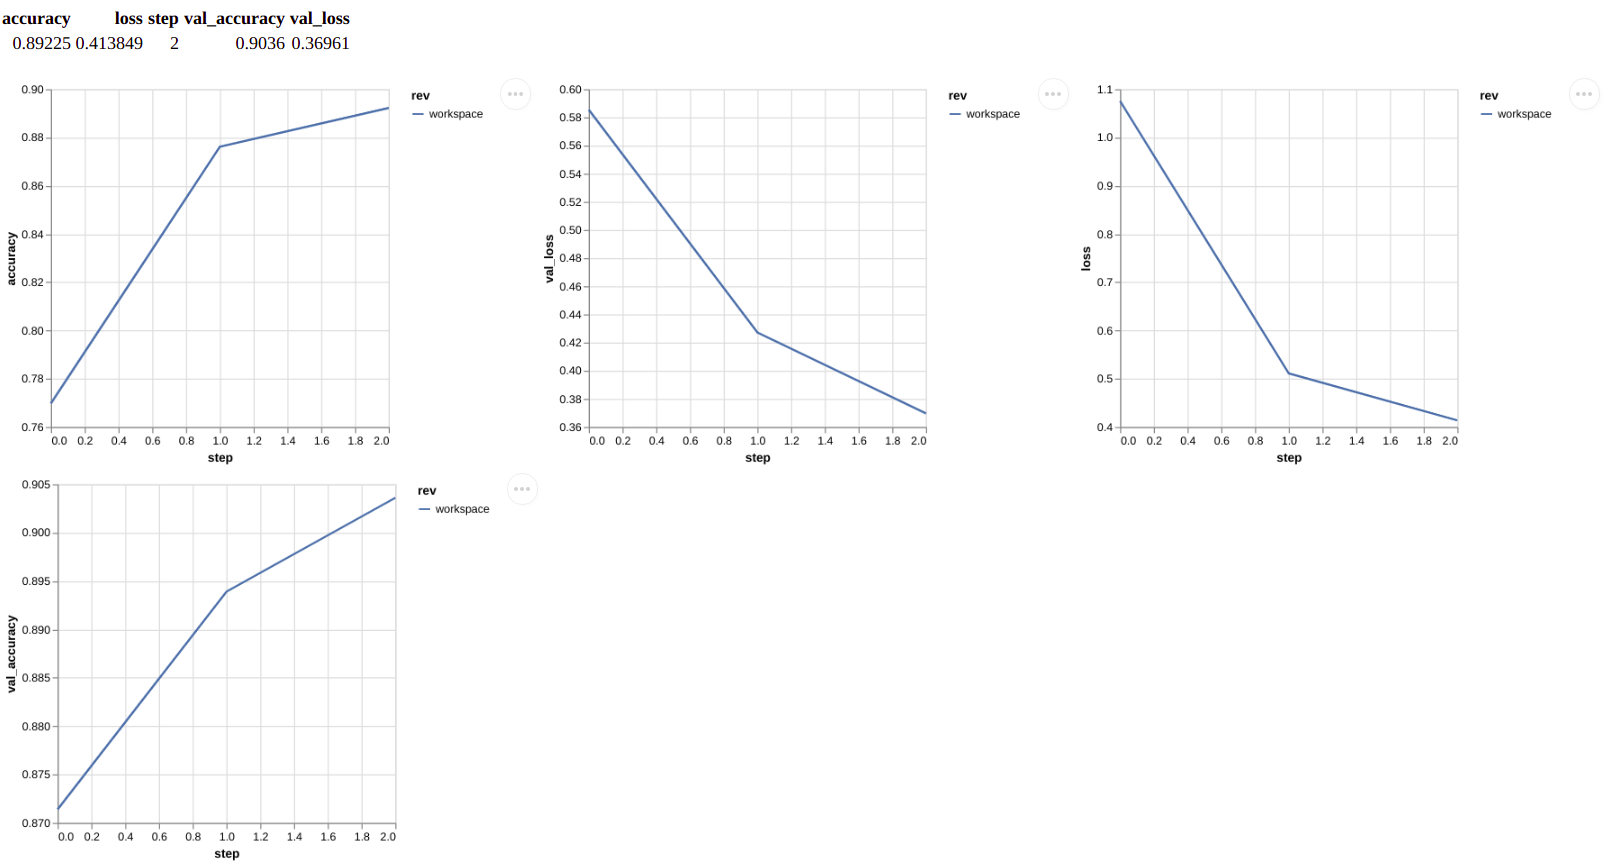 accuracy loss step val_accuracy val_loss
0.89225 0.413849 2 0.9036 0.36961
accuracy
0.90
0.88
0.86
0.84
0.82
0.80
0.78
0.76
0.0 0.2 0.4 0.6 0.8 1.0 1.2 1.4 1.6 1.8 2.0
step
rev
workspace
val_loss
0.60
0.58
0.56
0.54
0.52
0.50
0.48
0.46
0.44
0.42
0.40
0.38
0.36
0.0 0.2 0.4 0.6 0.8 1.0 1.2 1.4 1.6 1.8 2.0
step
rev
workspace
loss
1.1
1.0
0.9
0.8
0.7
0.6
0.5
0.4
0.0 0.2 0.4 0.6 0.8 1.0 1.2 1.4 1.6 1.8 2.0
step
rev
workspace
val_accuracy
0.905
0.900
0.895
0.890
0.885
0.880
0.875
0.870
0.0 0.2 0.4 0.6 0.8 1.0 1.2 1.4 1.6 1.8 2.0
step
rev
workspace